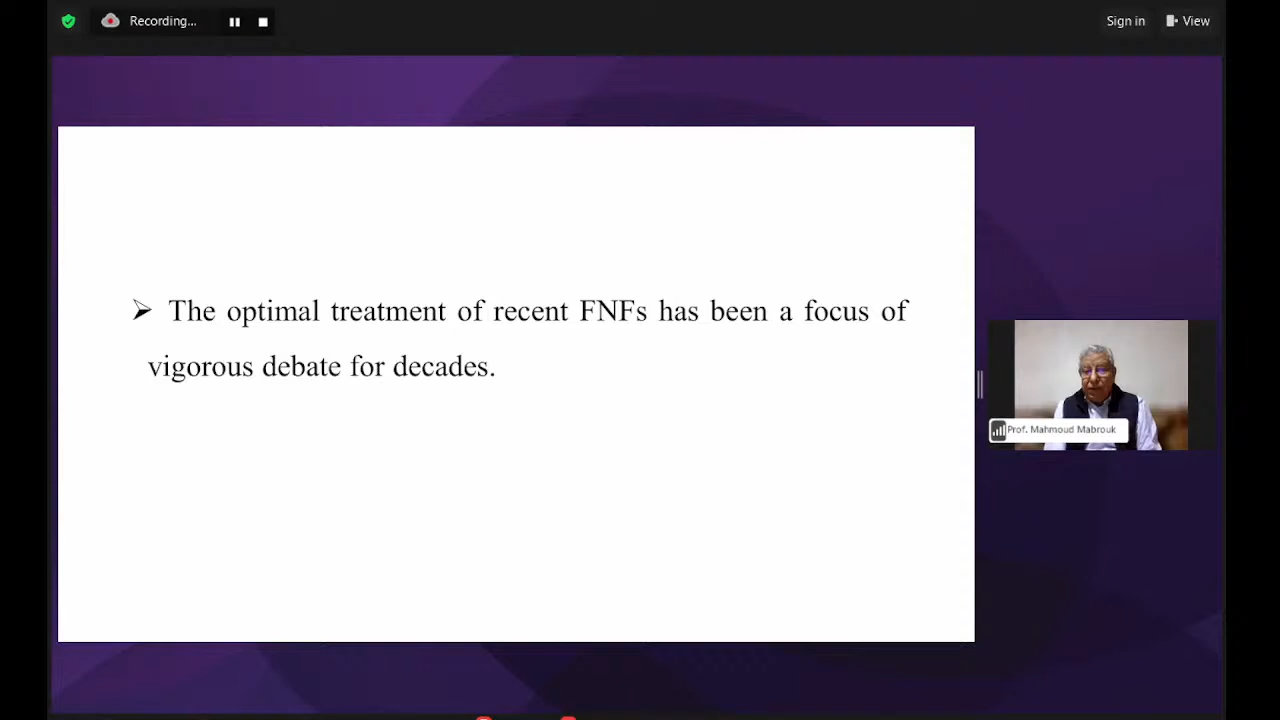 Recording...
Sign in
View
➢ The optimal treatment of recent FNFs has been a focus of
vigorous debate for decades.
Prof. Mahmoud Mabrouk